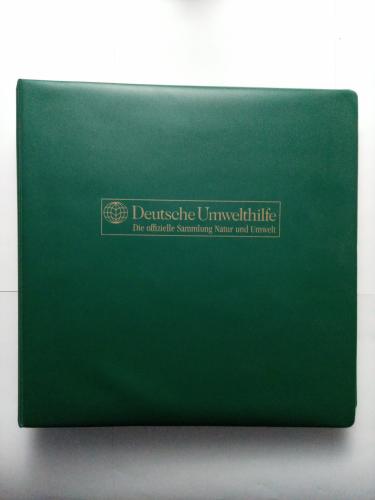 Deutsche Umwelthilfe
Die offizielle Sammlung Natur und Umwelt